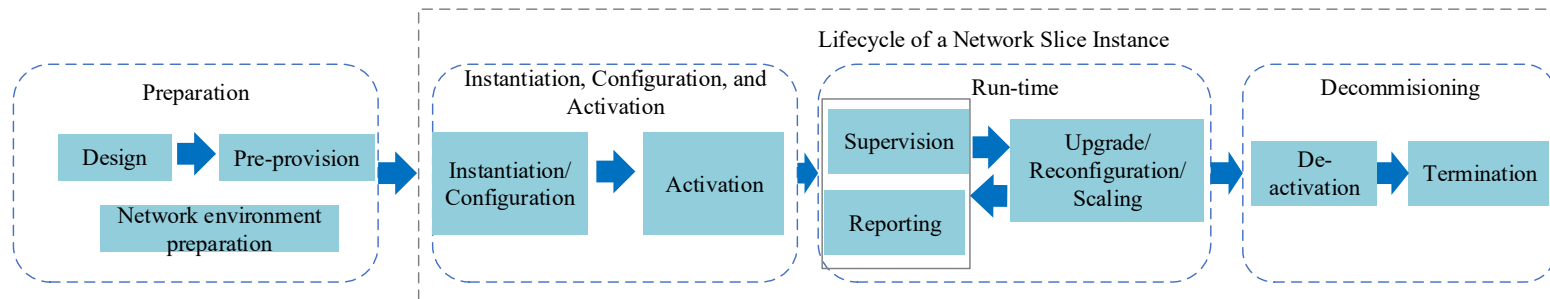 Lifecycle of a Network Slice Instance
Preparation
Design
Pre-provision
Network environment
preparation
Instantiation, Configuration, and
Activation
Instantiation/
Configuration
Activation
Run-time
Supervision
Reporting
Upgrade/
Reconfiguration/
Scaling
Decommisioning
De-
activation
Termination